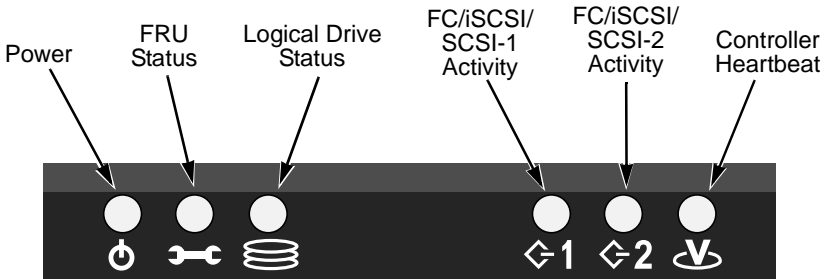 Power
FRU
Status
Logical Drive
Status
FC/iSCSI/
SCSI-1
Activity
FC/iSCSI/
SCSI-2
Activity
Controller
Heartbeat
1
2
V